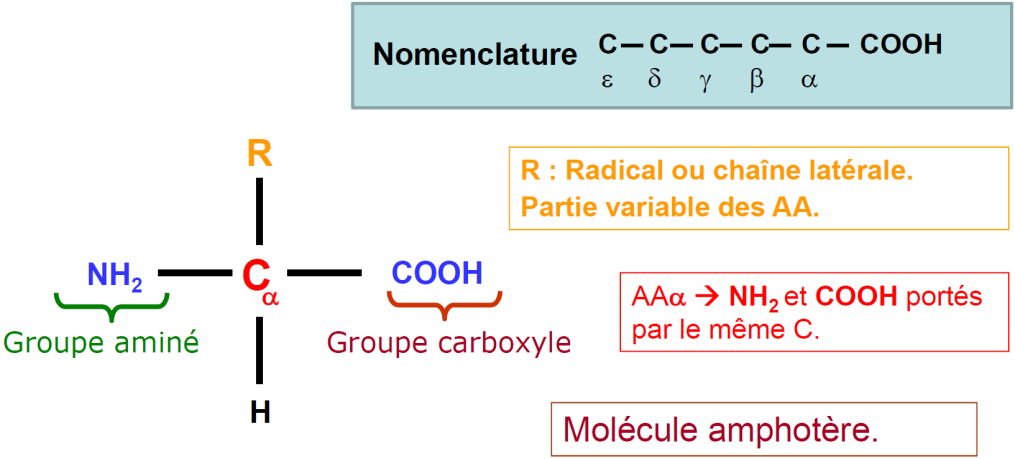 Nomenclature C – C – C – C – C – COOH
ε δ γ β α
R
R : Radical ou chaîne latérale.
Partie variable des AA.
NH₂ Cα COOH
AAα → NH₂ et COOH portés
par le même C.
Groupe aminé Groupe carboxyle
H
Molécule amphotère.